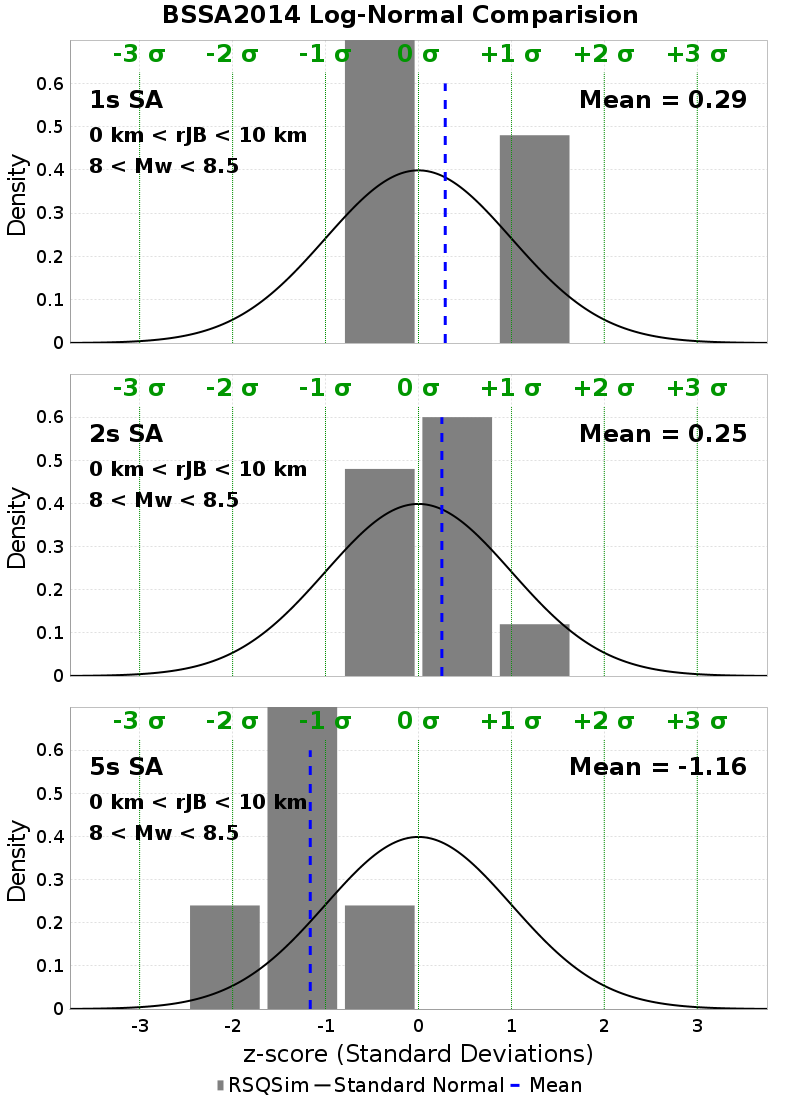 BSSA2014 Log-Normal Comparision
-3 σ -2 σ -1 σ 0 σ +1 σ +2 σ +3 σ
0.6
1s SA Mean = 0.29
0.5
0 km < rJB < 10 km
8 < Mw < 8.5
0.4
0.3
0.2
0.1
0
Density
-3 σ -2 σ -1 σ 0 σ +1 σ +2 σ +3 σ
0.6
2s SA Mean = 0.25
0.5
0 km < rJB < 10 km
8 < Mw < 8.5
0.4
0.3
0.2
0.1
0
Density
-3 σ -2 σ -1 σ 0 σ +1 σ +2 σ +3 σ
0.6
5s SA Mean = -1.16
0.5
0 km < rJB < 10 km
8 < Mw < 8.5
0.4
0.3
0.2
0.1
0
Density
-3 -2 -1 0 1 2 3
z-score (Standard Deviations)
RSQSim Standard Normal Mean